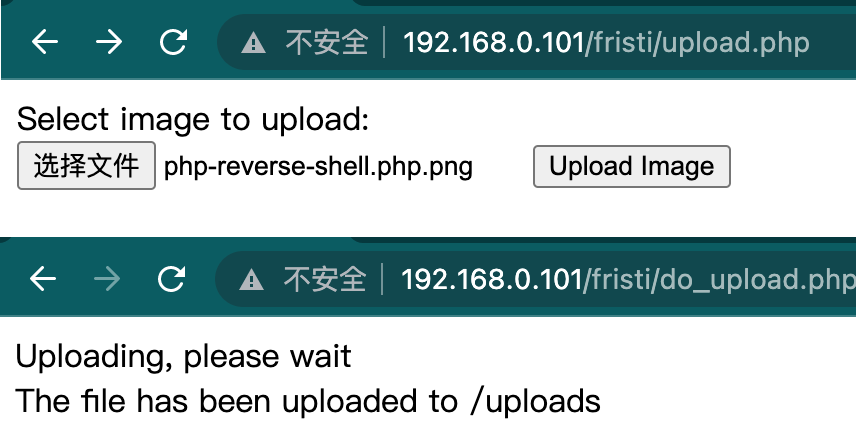 不安全 192.168.0.101/fristi/upload.php
Select image to upload:
选择文件 php-reverse-shell.php.png Upload Image
不安全 192.168.0.101/fristi/do_upload.php
Uploading, please wait
The file has been uploaded to /uploads